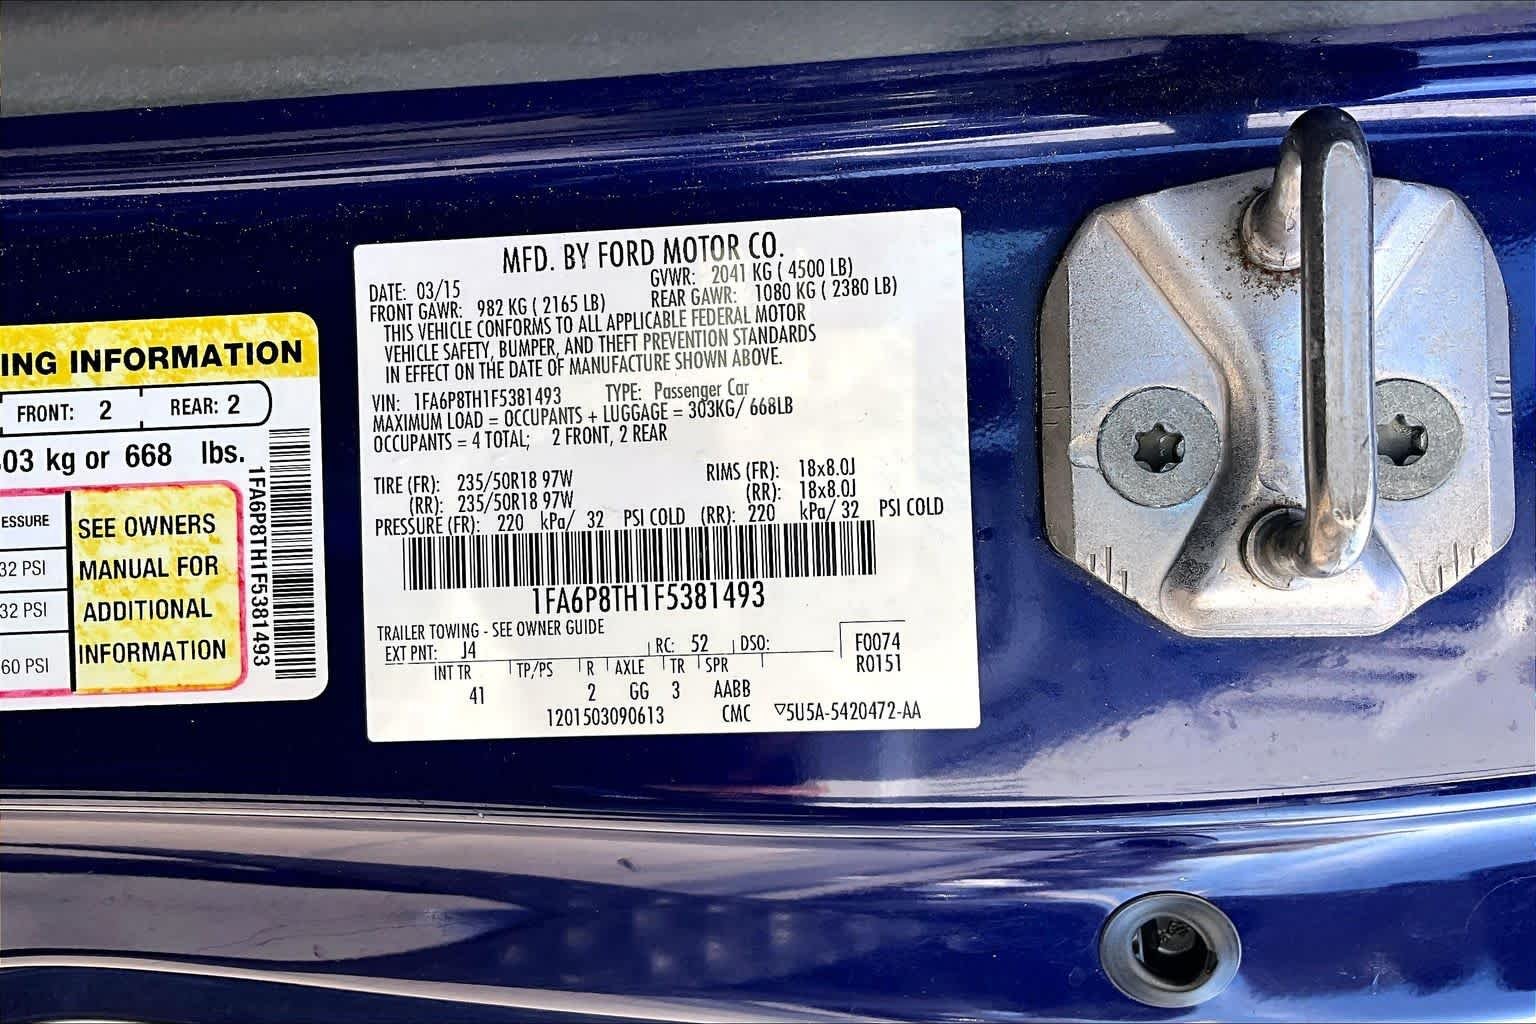 ING INFORMATION
FRONT: 2 REAR: 2
03 kg or 668 lbs.
ESSURE
32 PSI
32 PSI
60 PSI
SEE OWNERS
MANUAL FOR
ADDITIONAL
INFORMATION
1FA6P8TH1F5381493
MFD. BY FORD MOTOR CO.
DATE: 03/15 GVWR: 2041 KG ( 4500 LB)
FRONT GAWR: 982 KG ( 2165 LB) REAR GAWR: 1080 KG ( 2380 LB)
THIS VEHICLE CONFORMS TO ALL APPLICABLE FEDERAL MOTOR
VEHICLE SAFETY, BUMPER, AND THEFT PREVENTION STANDARDS
IN EFFECT ON THE DATE OF MANUFACTURE SHOWN ABOVE.
VIN: 1FA6P8TH1F5381493 TYPE: Passenger Car
MAXIMUM LOAD = OCCUPANTS + LUGGAGE = 303KG/ 668LB
OCCUPANTS = 4 TOTAL; 2 FRONT, 2 REAR
TIRE (FR): 235/50R18 97W RIMS (FR): 18x8.0J
(RR): 235/50R18 97W (RR): 18x8.0J
PRESSURE (FR): 220 kPa/ 32 PSI COLD (RR): 220 kPa/ 32 PSI COLD
1FA6P8TH1F5381493
TRAILER TOWING - SEE OWNER GUIDE
EXT PNT: J4 RC: 52 DSO: F0074
R0151
INT TR TP/PS R AXLE TR SPR
41 2 GG 3 AABB
1201503090613 CMC ▽5U5A-5420472-AA